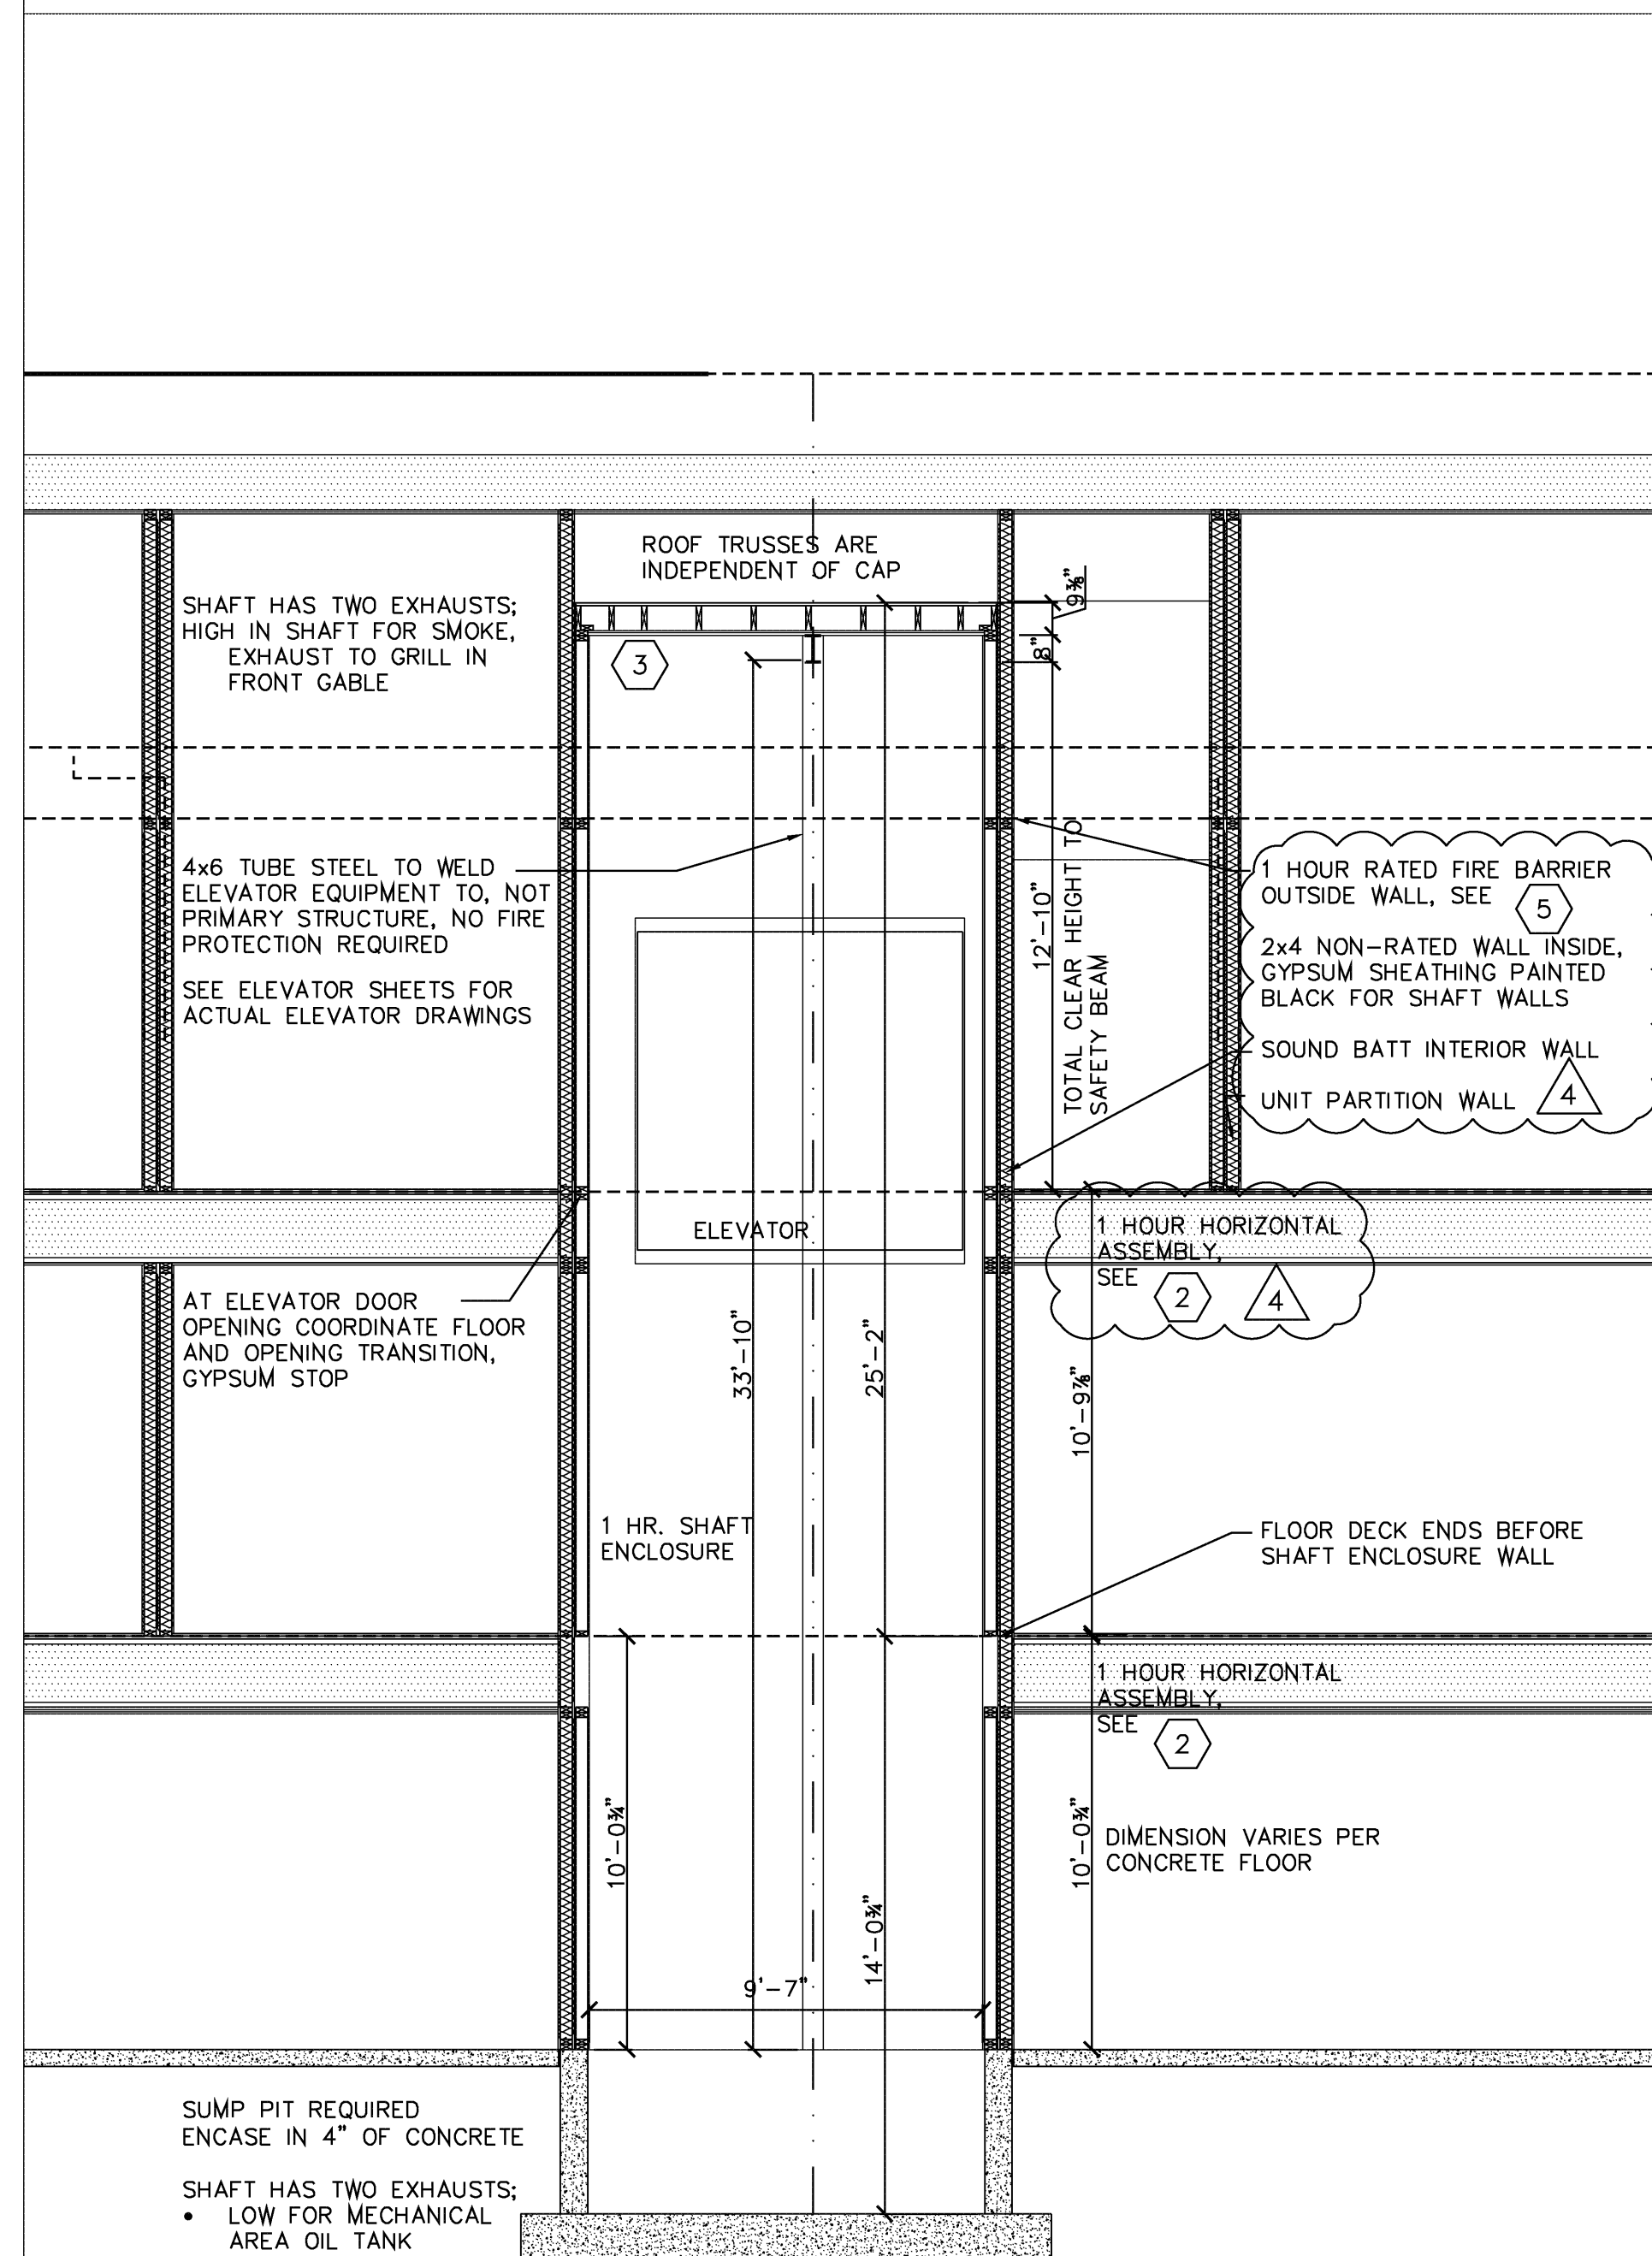 ROOF TRUSSES ARE
INDEPENDENT OF CAP
9⅜"
8"
SHAFT HAS TWO EXHAUSTS;
HIGH IN SHAFT FOR SMOKE,
EXHAUST TO GRILL IN
FRONT GABLE
3
4x6 TUBE STEEL TO WELD
ELEVATOR EQUIPMENT TO, NOT
PRIMARY STRUCTURE, NO FIRE
PROTECTION REQUIRED
SEE ELEVATOR SHEETS FOR
ACTUAL ELEVATOR DRAWINGS
12'-10"
TOTAL CLEAR HEIGHT TO
SAFETY BEAM
1 HOUR RATED FIRE BARRIER
OUTSIDE WALL, SEE
5
2x4 NON-RATED WALL INSIDE,
GYPSUM SHEATHING PAINTED
BLACK FOR SHAFT WALLS
SOUND BATT INTERIOR WALL
UNIT PARTITION WALL
4
ELEVATOR
1 HOUR HORIZONTAL
ASSEMBLY,
SEE
2
4
AT ELEVATOR DOOR
OPENING COORDINATE FLOOR
AND OPENING TRANSITION,
GYPSUM STOP
33'-10"
25'-2"
10'-9⅞"
1 HR. SHAFT
ENCLOSURE
FLOOR DECK ENDS BEFORE
SHAFT ENCLOSURE WALL
1 HOUR HORIZONTAL
ASSEMBLY,
SEE
2
10'-0¾"
14'-0¾"
10'-0¾"
DIMENSION VARIES PER
CONCRETE FLOOR
9'-7"
SUMP PIT REQUIRED
ENCASE IN 4" OF CONCRETE
SHAFT HAS TWO EXHAUSTS;
• LOW FOR MECHANICAL
AREA OIL TANK